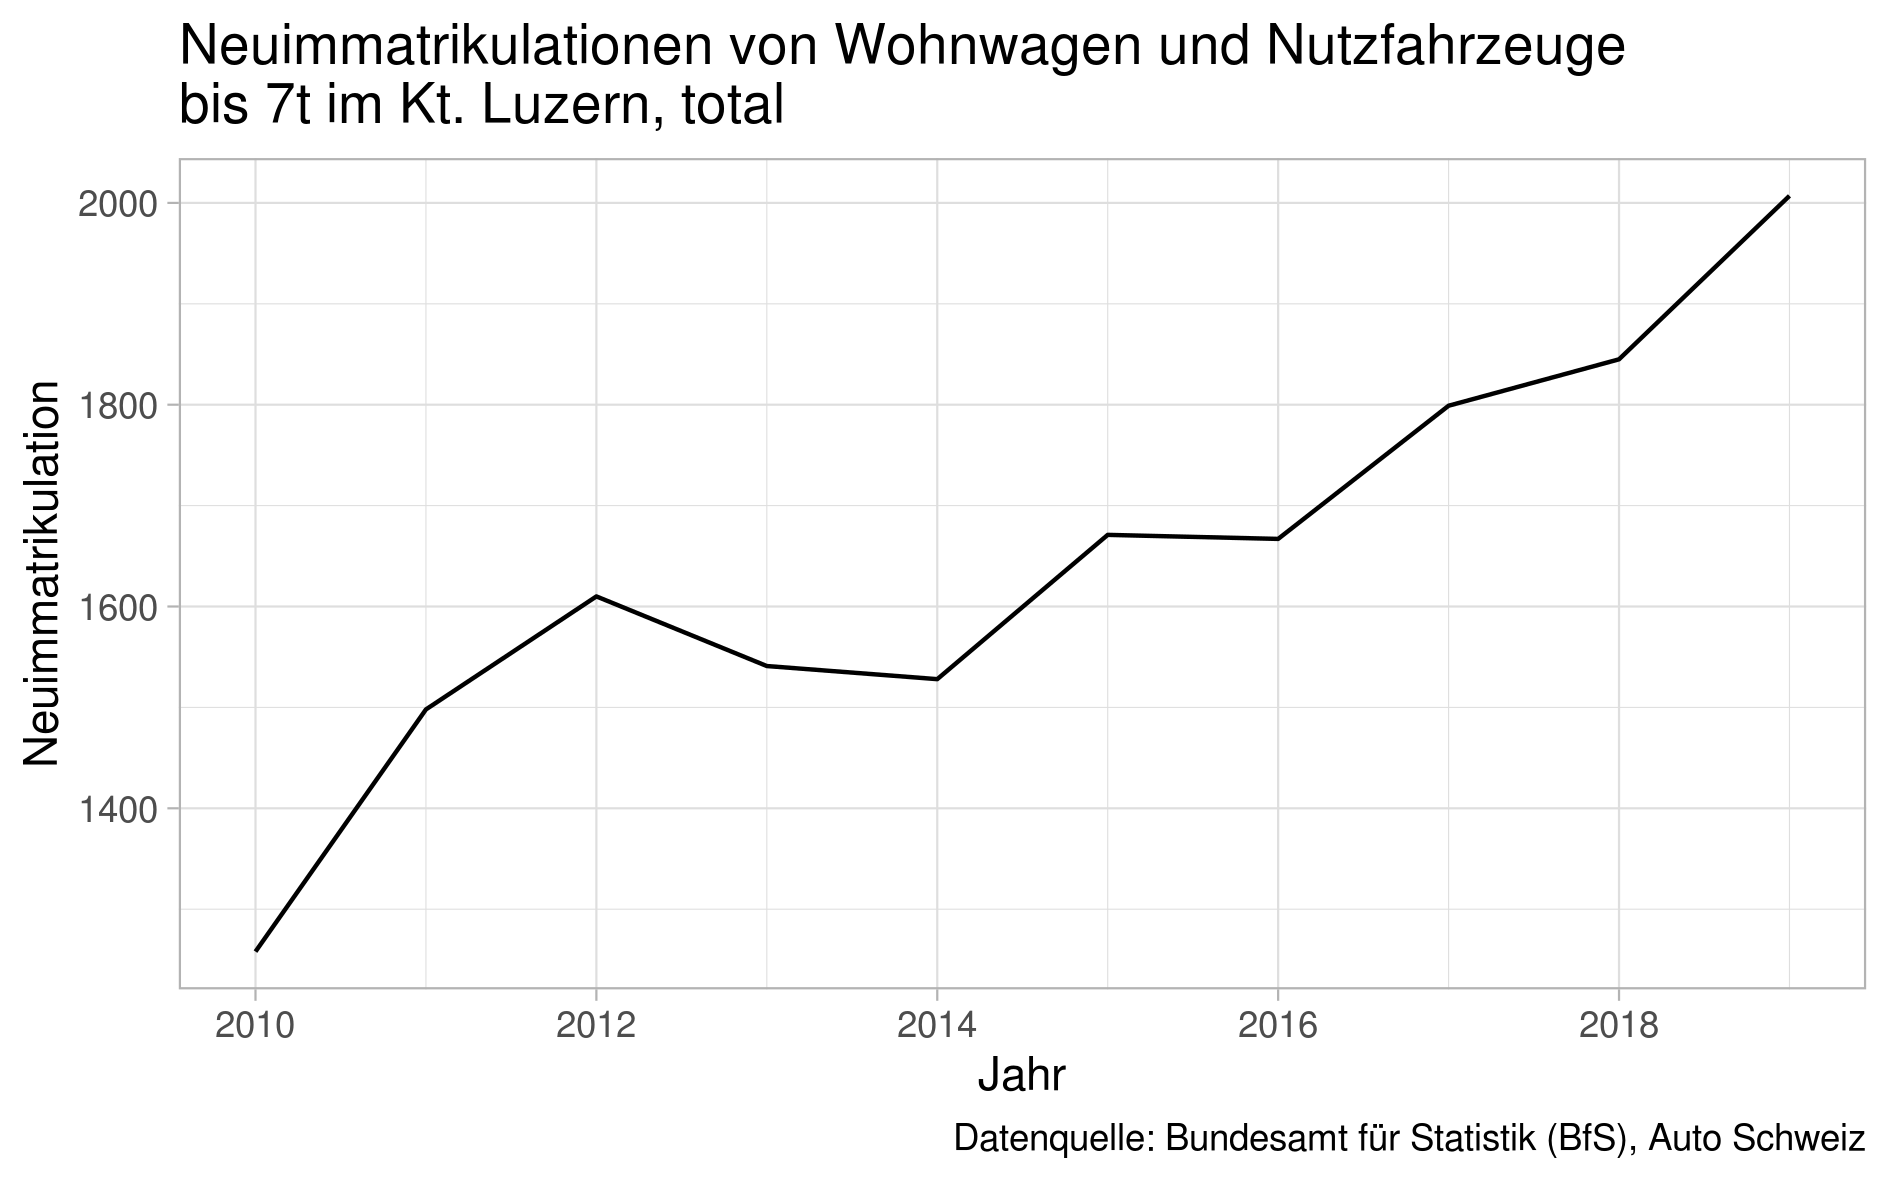 Neuimmatrikulationen von Wohnwagen und Nutzfahrzeuge
bis 7t im Kt. Luzern, total
Neuimmatrikulation
2000
1800
1600
1400
2010 2012 2014 2016 2018
Jahr
Datenquelle: Bundesamt für Statistik (BfS), Auto Schweiz